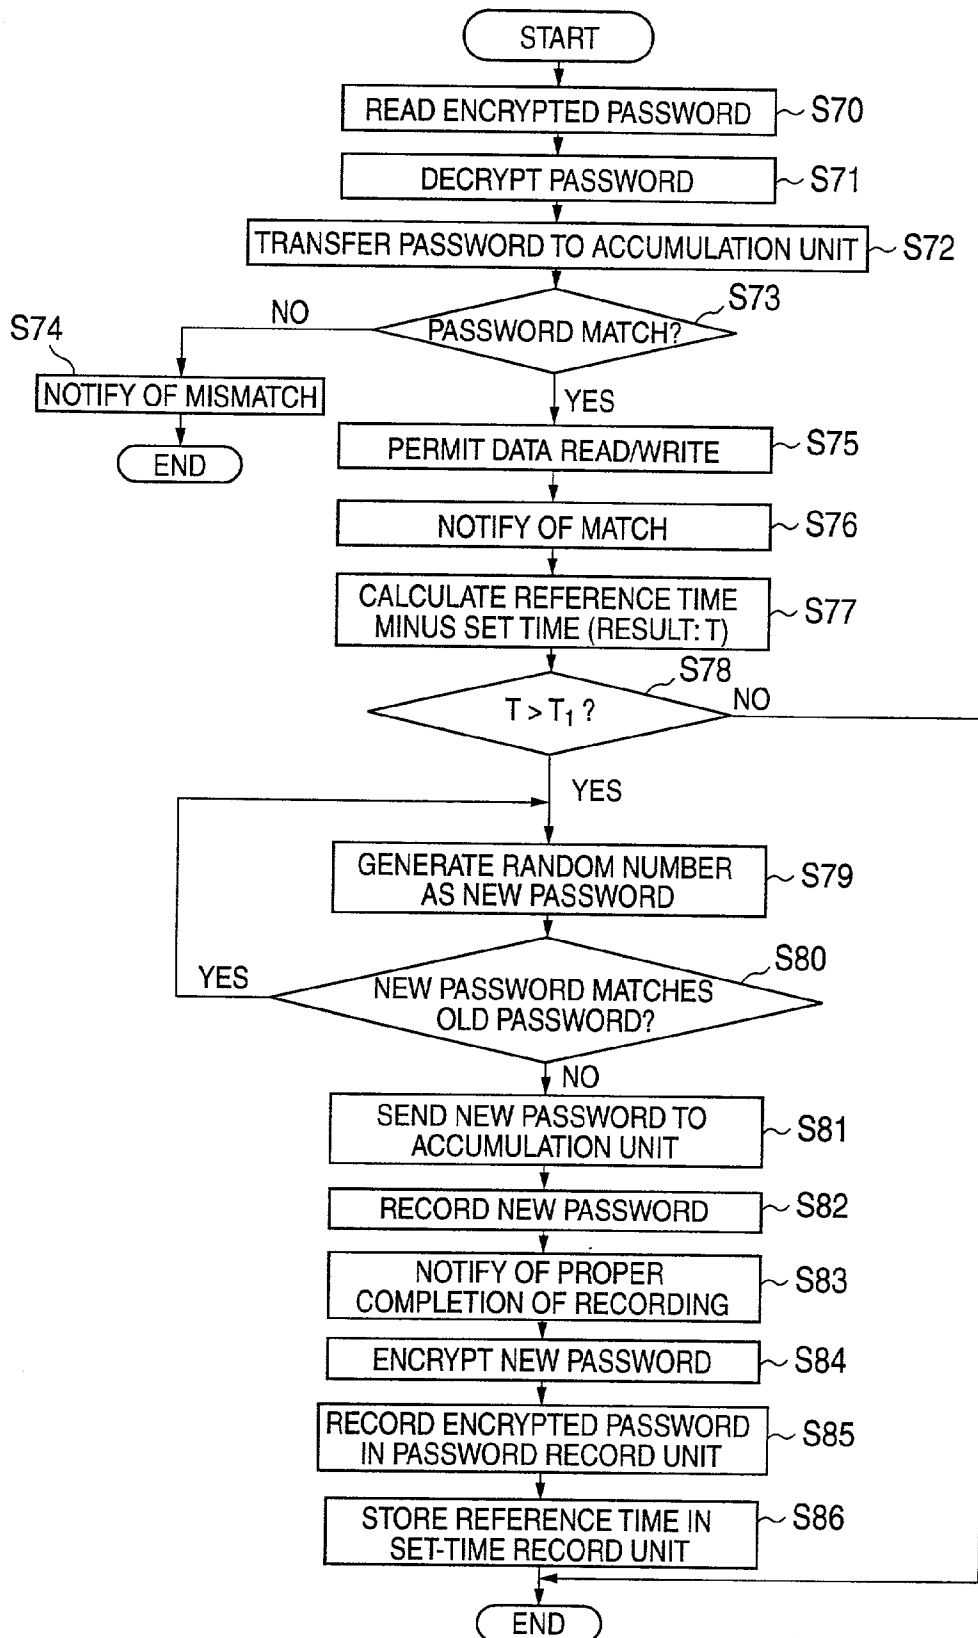 START
READ ENCRYPTED PASSWORD
S70
DECRYPT PASSWORD
S71
TRANSFER PASSWORD TO ACCUMULATION UNIT
S72
S73
PASSWORD MATCH?
NO
S74
NOTIFY OF MISMATCH
END
YES
PERMIT DATA READ/WRITE
S75
NOTIFY OF MATCH
S76
CALCULATE REFERENCE TIME
MINUS SET TIME (RESULT: T)
S77
S78
T > T₁ ?
NO
YES
GENERATE RANDOM NUMBER
AS NEW PASSWORD
S79
S80
YES
NEW PASSWORD MATCHES
OLD PASSWORD?
NO
SEND NEW PASSWORD TO
ACCUMULATION UNIT
S81
RECORD NEW PASSWORD
S82
NOTIFY OF PROPER
COMPLETION OF RECORDING
S83
ENCRYPT NEW PASSWORD
S84
RECORD ENCRYPTED PASSWORD
IN PASSWORD RECORD UNIT
S85
STORE REFERENCE TIME IN
SET-TIME RECORD UNIT
S86
END